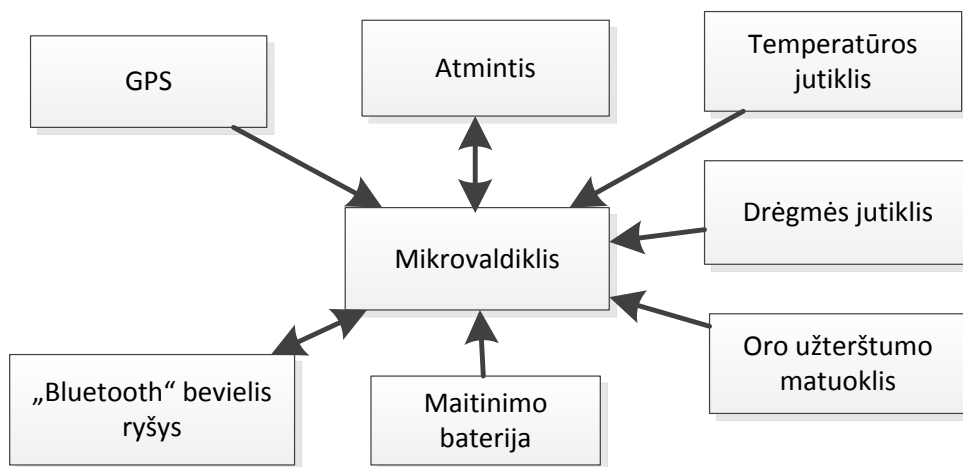 GPS
Atmintis
Temperatūros
jutiklis
Drėgmės jutiklis
Mikrovaldiklis
Oro užterštumo
matuoklis
„Bluetooth“ bevielis
ryšys
Maitinimo
baterija